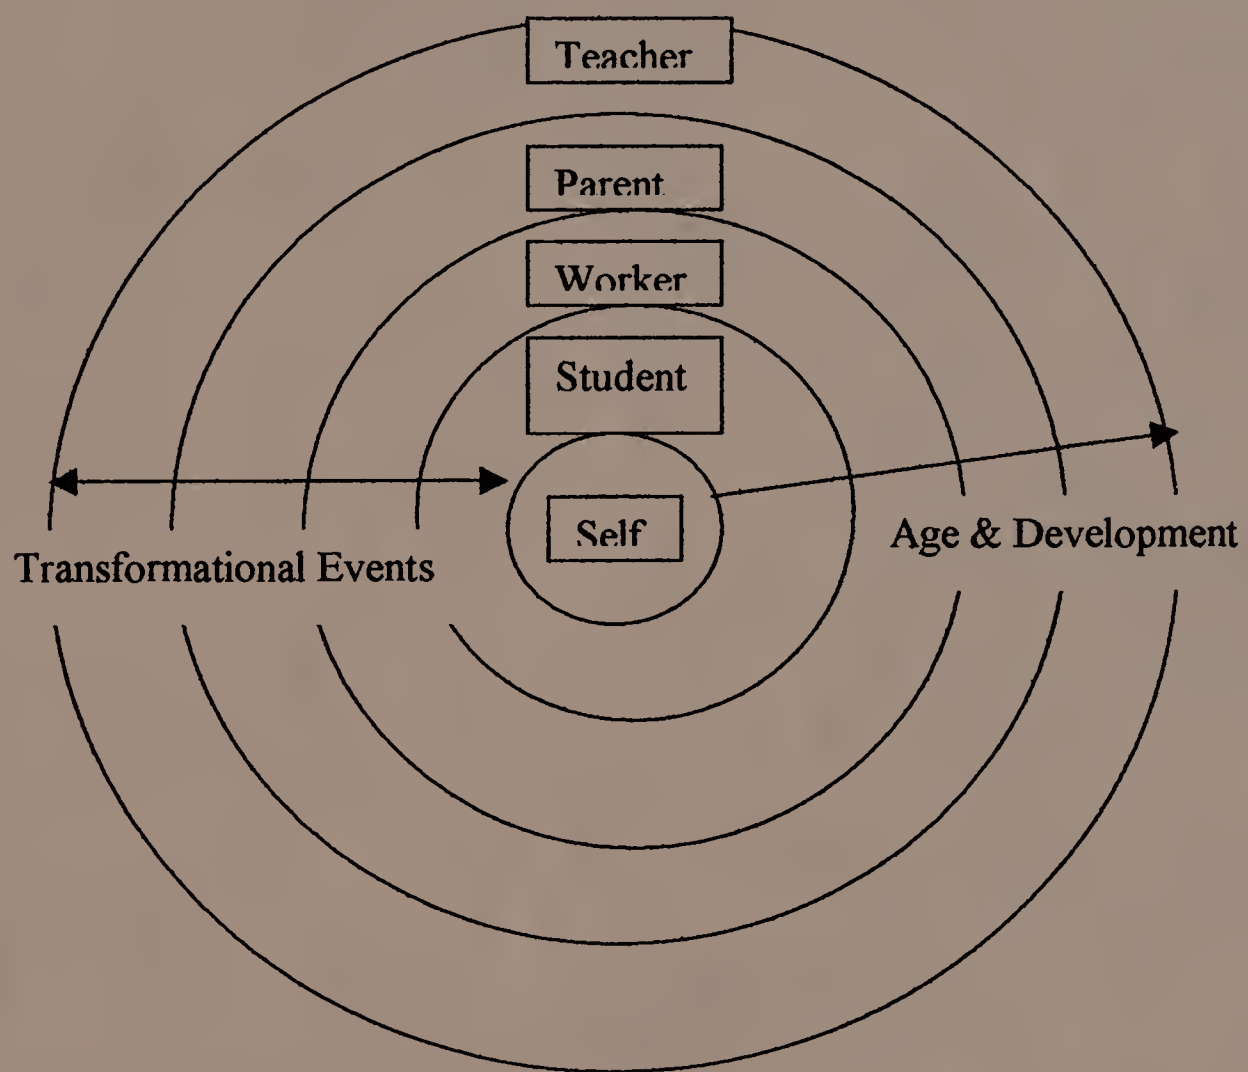 Teacher
Parent
Worker
Student
Self
Age & Development
Transformational Events